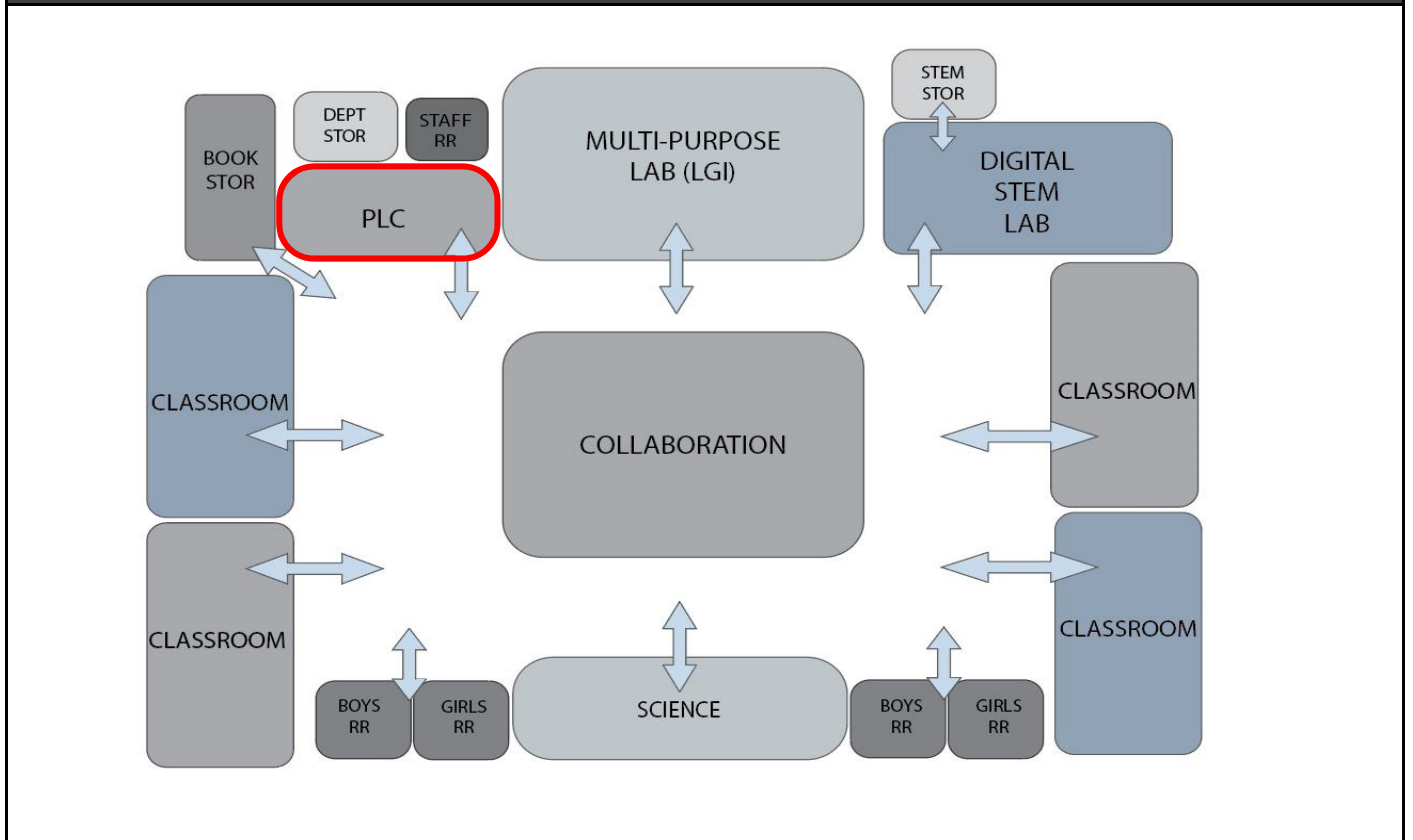 STEM
STOR
DEPT
STOR
STAFF
RR
MULTI-PURPOSE
LAB (LGI)
BOOK
STOR
DIGITAL
STEM
LAB
PLC
CLASSROOM
CLASSROOM
COLLABORATION
CLASSROOM
CLASSROOM
BOYS
RR
GIRLS
RR
SCIENCE
BOYS
RR
GIRLS
RR